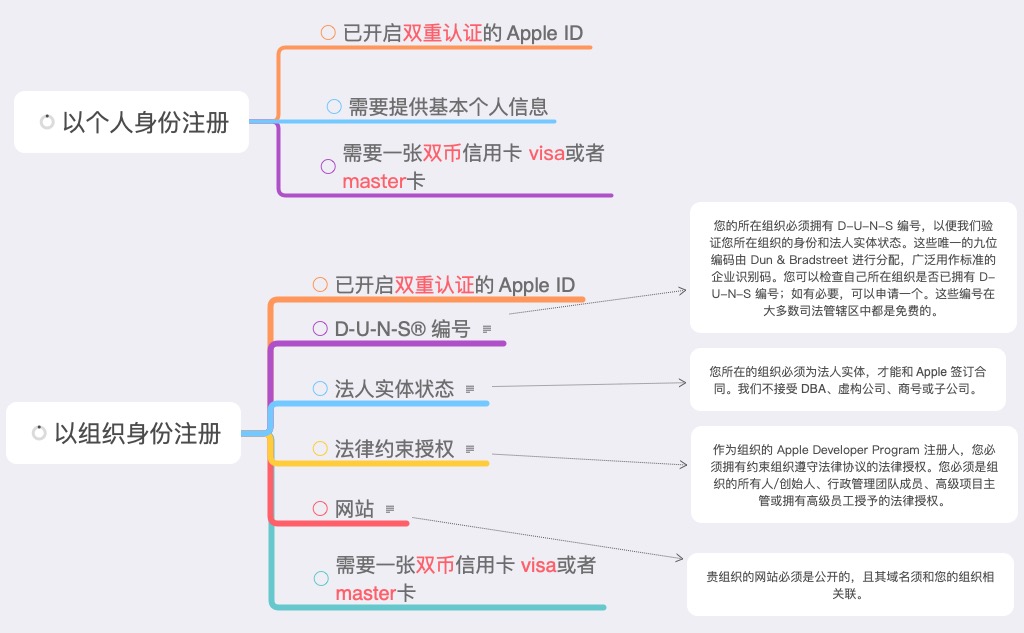 已开启双重认证的 Apple ID
需要提供基本个人信息
以个人身份注册
需要一张双币信用卡 visa或者
master卡
已开启双重认证的 Apple ID
D-U-N-S® 编号
法人实体状态
以组织身份注册
法律约束授权
网站
需要一张双币信用卡 visa或者
master卡
您的所在组织必须拥有 D-U-N-S 编号，以便我们验
证您所在组织的身份和法人实体状态。这些唯一的九位
编码由 Dun & Bradstreet 进行分配，广泛用作标准的
企业识别码。您可以检查自己所在组织是否已拥有 D-
U-N-S 编号；如有必要，可以申请一个。这些编号在
大多数司法管辖区中都是免费的。
您所在的组织必须为法人实体，才能和 Apple 签订合
同。我们不接受 DBA、虚构公司、商号或子公司。
作为组织的 Apple Developer Program 注册人，您必
须拥有约束组织遵守法律协议的法律授权。您必须是组
织的所有人/创始人、行政管理团队成员、高级项目主
管或拥有高级员工授予的法律授权。
贵组织的网站必须是公开的，且其域名须和您的组织相
关联。